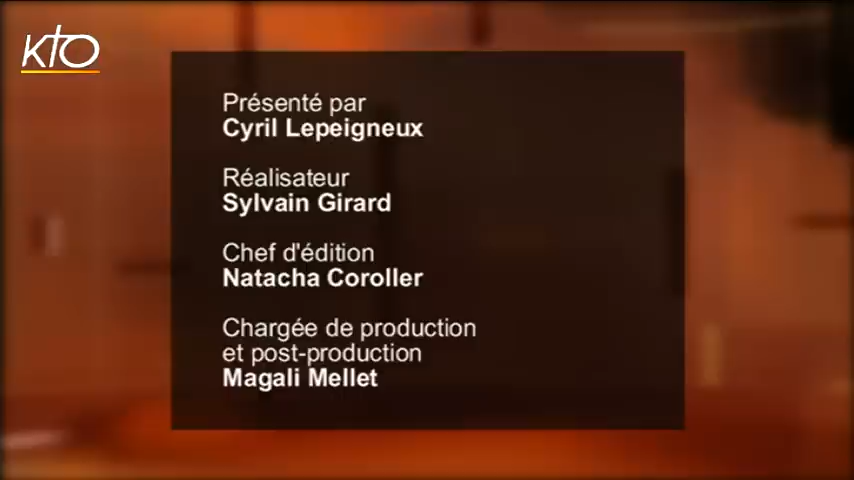 KTO
Présenté par
Cyril Lepeigneux
Réalisateur
Sylvain Girard
Chef d'édition
Natacha Coroller
Chargée de production
et post-production
Magali Mellet